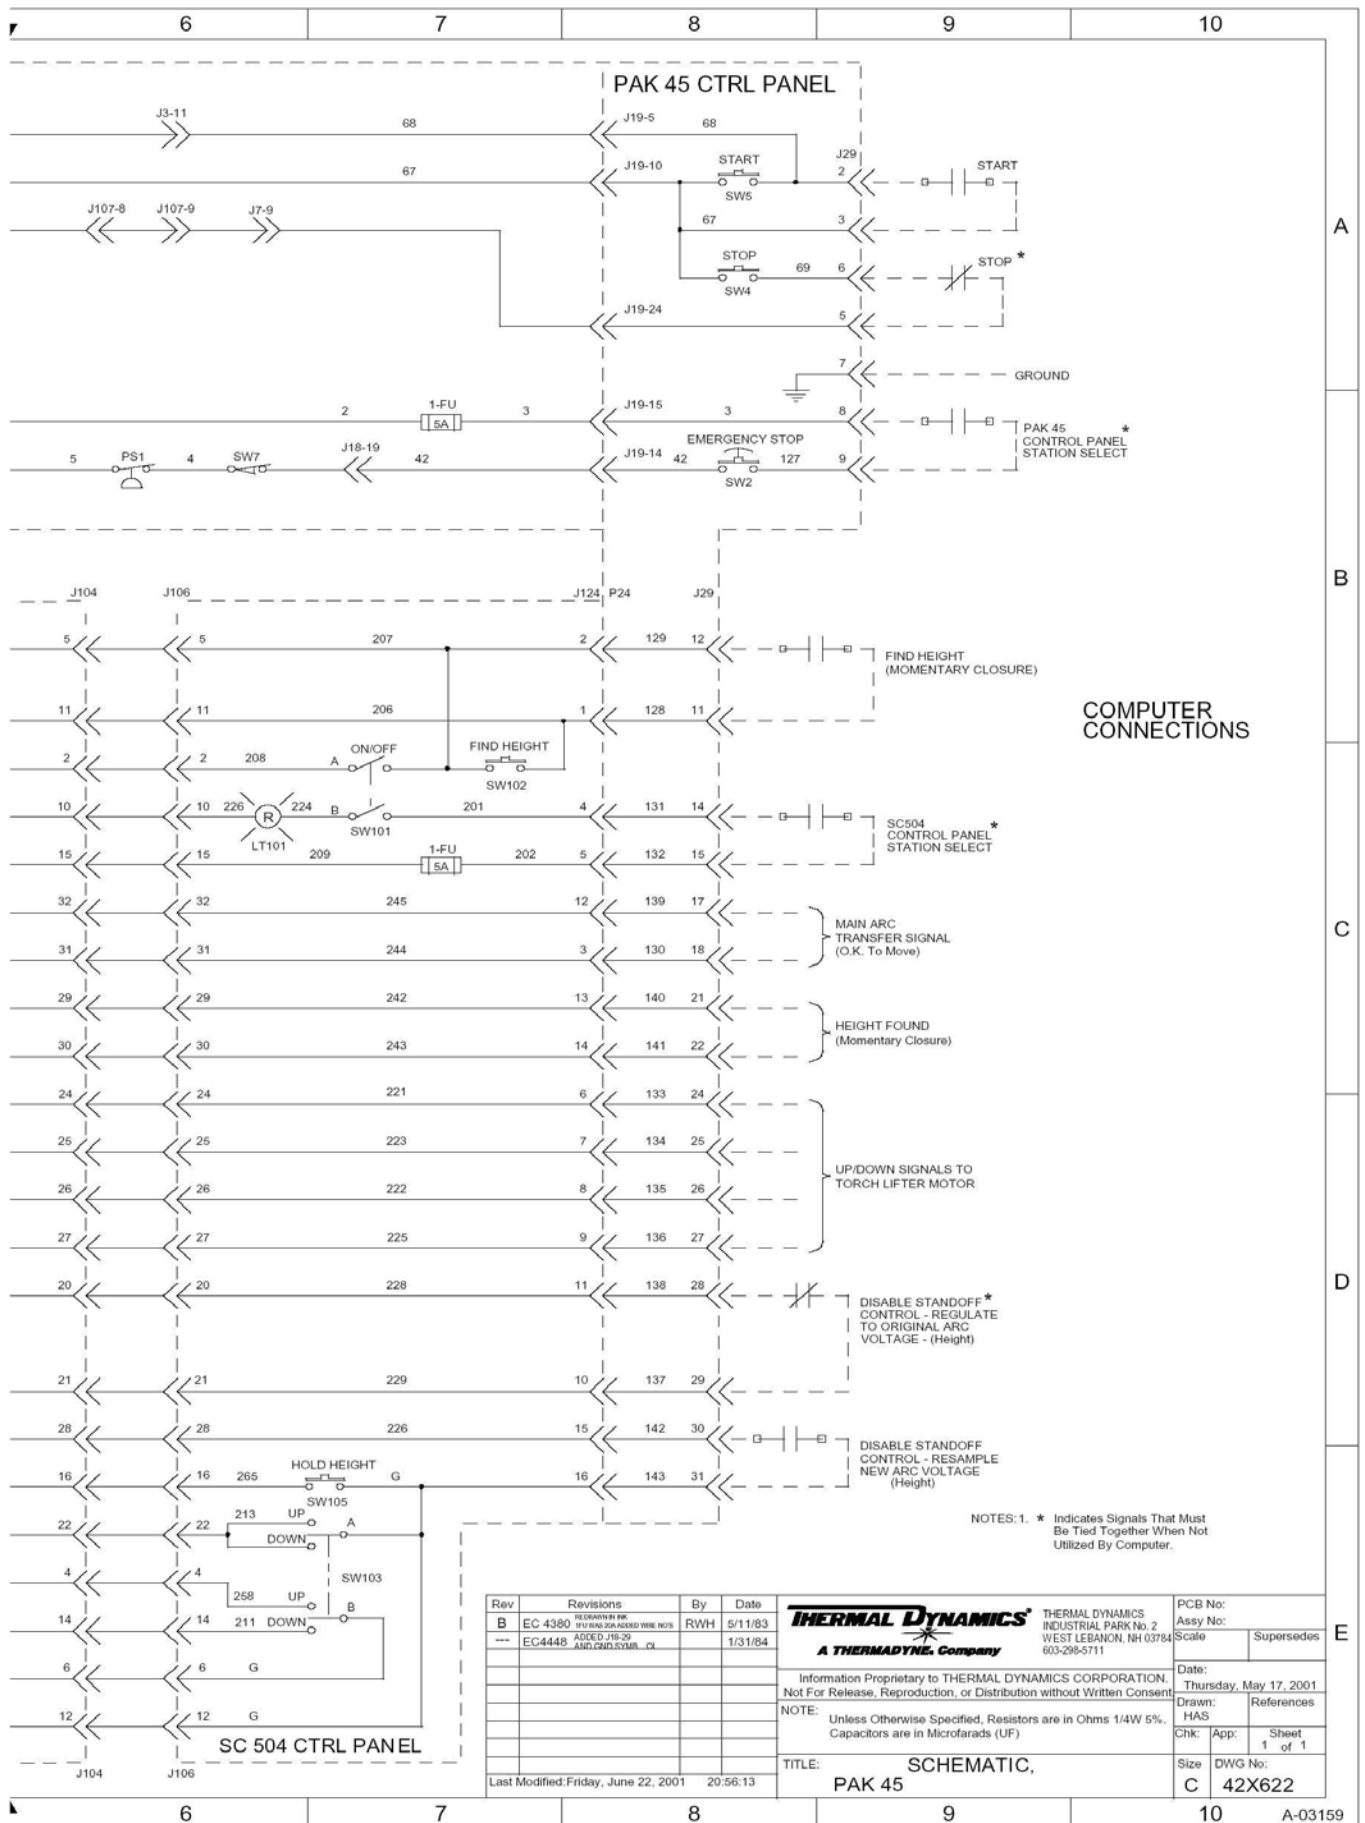 6 7 8 9 10
PAK 45 CTRL PANEL
J3-11 68 J19-5 68
67 J19-10 START J29 2 START
SW5
J107-8 J107-9 J7-9 67 3
A
STOP 69 6 STOP *
SW4
J19-24 5
7 GROUND
2 1-FU 3 J19-15 3 8
5A
PAK 45 *
CONTROL PANEL
STATION SELECT
EMERGENCY STOP
5 PS1 4 SW7 J18-19 42 J19-14 42 127 9
SW2
B
J104 J106 J124 P24 J29
5 5 207 2 129 12
FIND HEIGHT
(MOMENTARY CLOSURE)
11 11 206 1 128 11
COMPUTER
CONNECTIONS
2 2 208 A ON/OFF FIND HEIGHT
SW102
10 10 226 R 224 B 201 4 131 14
LT101 SW101
SC504 *
CONTROL PANEL
STATION SELECT
15 15 209 1-FU 202 5 132 15
5A
32 32 245 12 139 17
MAIN ARC
TRANSFER SIGNAL
(O.K. To Move)
C
31 31 244 3 130 18
29 29 242 13 140 21
HEIGHT FOUND
(Momentary Closure)
30 30 243 14 141 22
24 24 221 6 133 24
25 25 223 7 134 25
UP/DOWN SIGNALS TO
TORCH LIFTER MOTOR
26 26 222 8 135 26
27 27 225 9 136 27
20 20 228 11 138 28
D
DISABLE STANDOFF *
CONTROL - REGULATE
TO ORIGINAL ARC
VOLTAGE - (Height)
21 21 229 10 137 29
28 28 226 15 142 30
DISABLE STANDOFF
CONTROL - RESAMPLE
NEW ARC VOLTAGE
(Height)
HOLD HEIGHT
16 16 265 G 16 143 31
SW105
22 22 213 UP A
DOWN
NOTES: 1. * Indicates Signals That Must
Be Tied Together When Not
Utilized By Computer.
4 4 SW103
258 UP B
14 14 211 DOWN
6 6 G
12 12 G
SC 504 CTRL PANEL
J104 J106
Rev Revisions By Date
B EC 4380 REDRAWN IN INK RWH 5/11/83
1FU WAS 20A ADDED WIRE NO'S
--- EC4448 ADDED J18-29 1/31/84
AND GND SYMB.
Last Modified: Friday, June 22, 2001 20:56:13
THERMAL DYNAMICS
A THERMADYNE Company
THERMAL DYNAMICS
INDUSTRIAL PARK No. 2
WEST LEBANON, NH 03784
603-298-5711
Information Proprietary to THERMAL DYNAMICS CORPORATION.
Not For Release, Reproduction, or Distribution without Written Consent
NOTE: Unless Otherwise Specified, Resistors are in Ohms 1/4W 5%.
Capacitors are in Microfarads (UF)
TITLE: SCHEMATIC,
PAK 45
PCB No:
Assy No:
Scale Supersedes
E
Date:
Thursday, May 17, 2001
Drawn: References
HAS
Chk: App: Sheet
1 of 1
Size DWG No:
C 42X622
6 7 8 9 10
A-03159